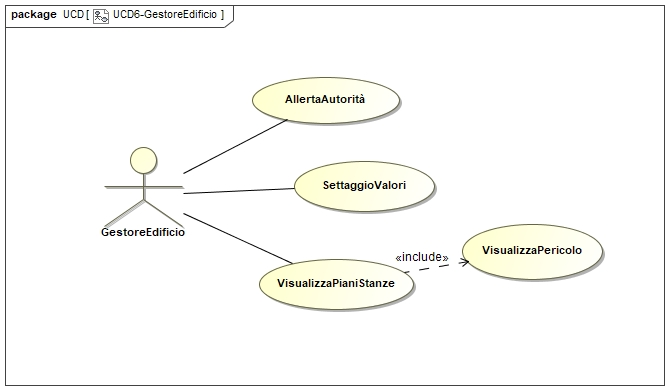 package UCD [ UCD6-GestoreEdificio ]
AllertaAutorità
SettaggioValori
GestoreEdificio
«include»
VisualizzaPericolo
VisualizzaPianiStanze